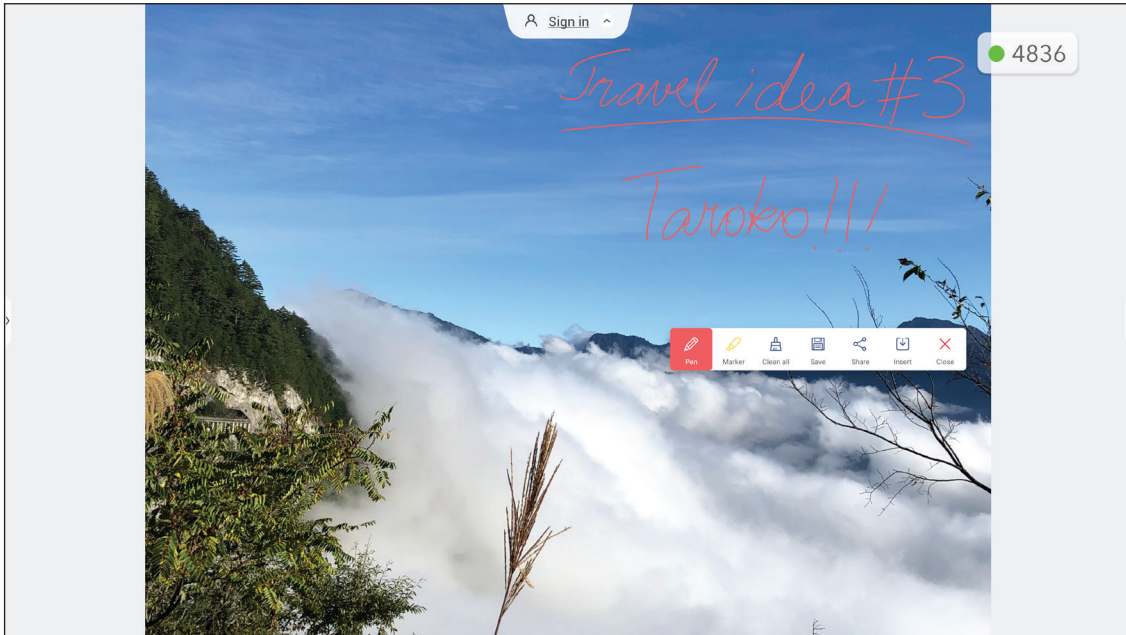 Sign in
4836
Travel idea #3
Taroko!!!
Pen Marker Clean all Save Share Insert Close